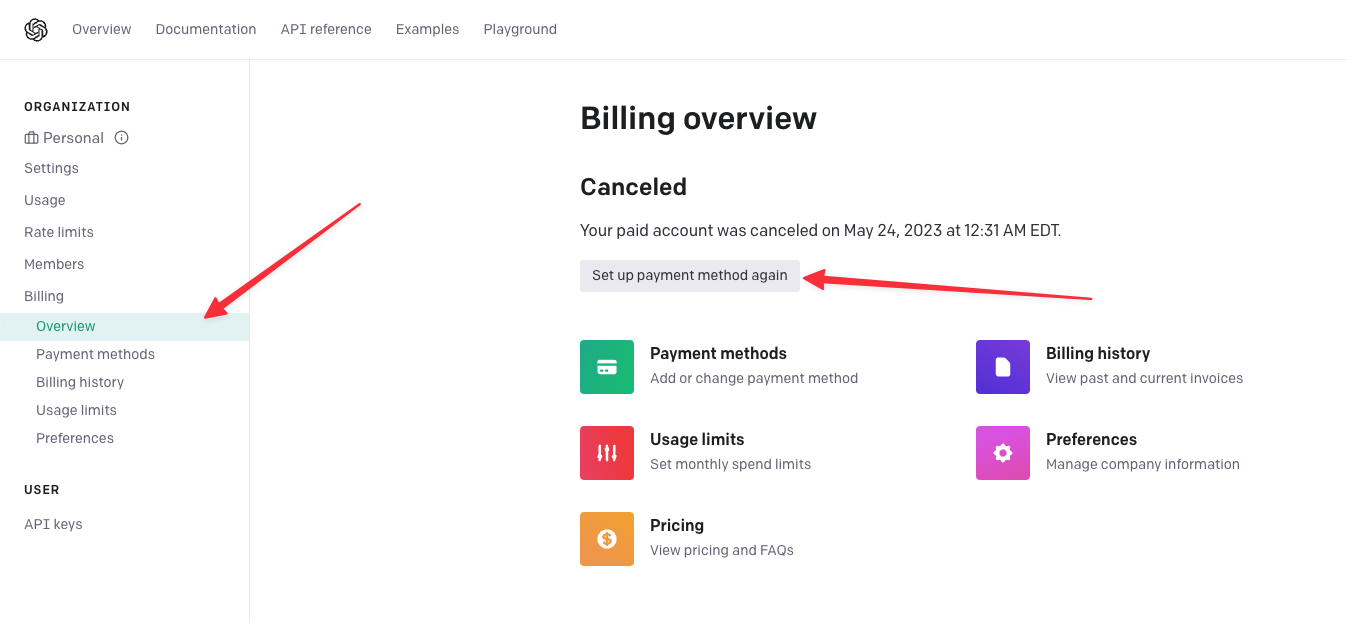 Overview Documentation API reference Examples Playground
ORGANIZATION
Personal
Settings
Usage
Rate limits
Members
Billing
Overview
Payment methods
Billing history
Usage limits
Preferences
USER
API keys
Billing overview
Canceled
Your paid account was canceled on May 24, 2023 at 12:31 AM EDT.
Set up payment method again
Payment methods
Add or change payment method
Billing history
View past and current invoices
Usage limits
Set monthly spend limits
Preferences
Manage company information
Pricing
View pricing and FAQs